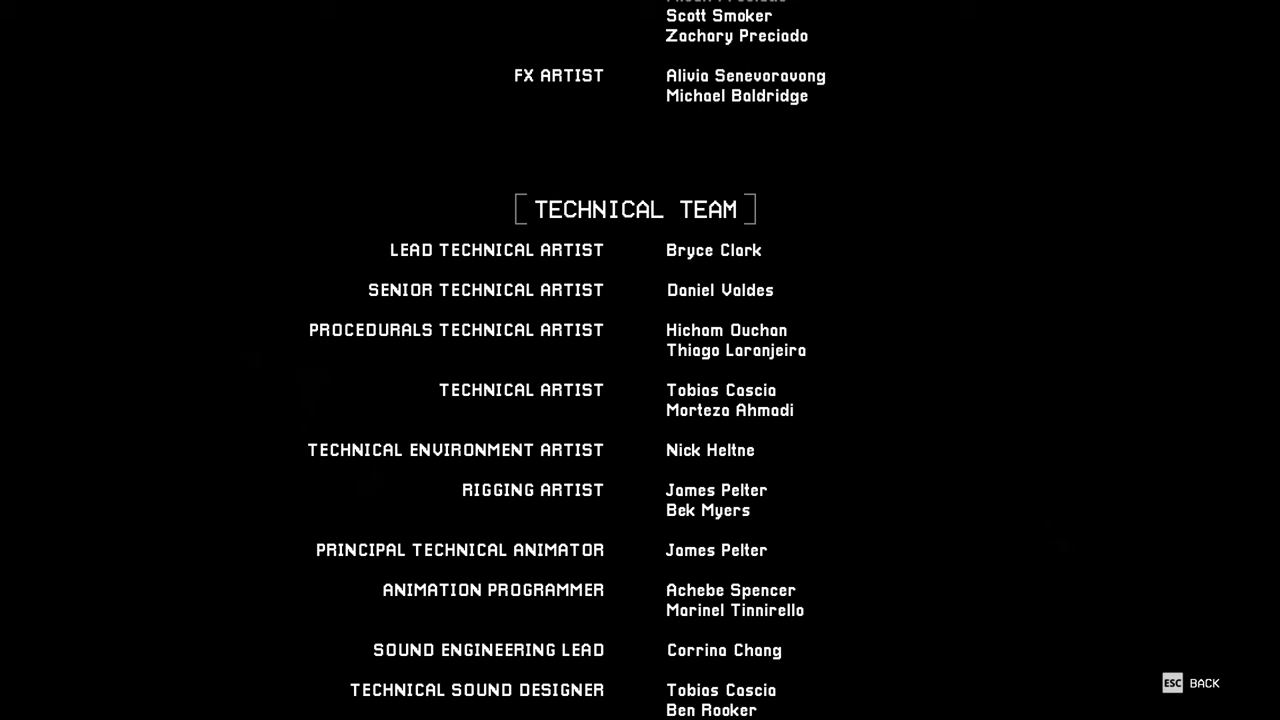 Scott Smoker
Zachary Preciado
FX ARTIST Alivia Senevoravong
Michael Baldridge
TECHNICAL TEAM
LEAD TECHNICAL ARTIST Bryce Clark
SENIOR TECHNICAL ARTIST Daniel Valdes
PROCEDURALS TECHNICAL ARTIST Hicham Ouchan
Thiago Laranjeira
TECHNICAL ARTIST Tobias Cascia
Morteza Ahmadi
TECHNICAL ENVIRONMENT ARTIST Nick Heltne
RIGGING ARTIST James Pelter
Bek Myers
PRINCIPAL TECHNICAL ANIMATOR James Pelter
ANIMATION PROGRAMMER Achebe Spencer
Marinel Tinnirello
SOUND ENGINEERING LEAD Corrina Chang
TECHNICAL SOUND DESIGNER Tobias Cascia
Ben Rooker
ESC BACK